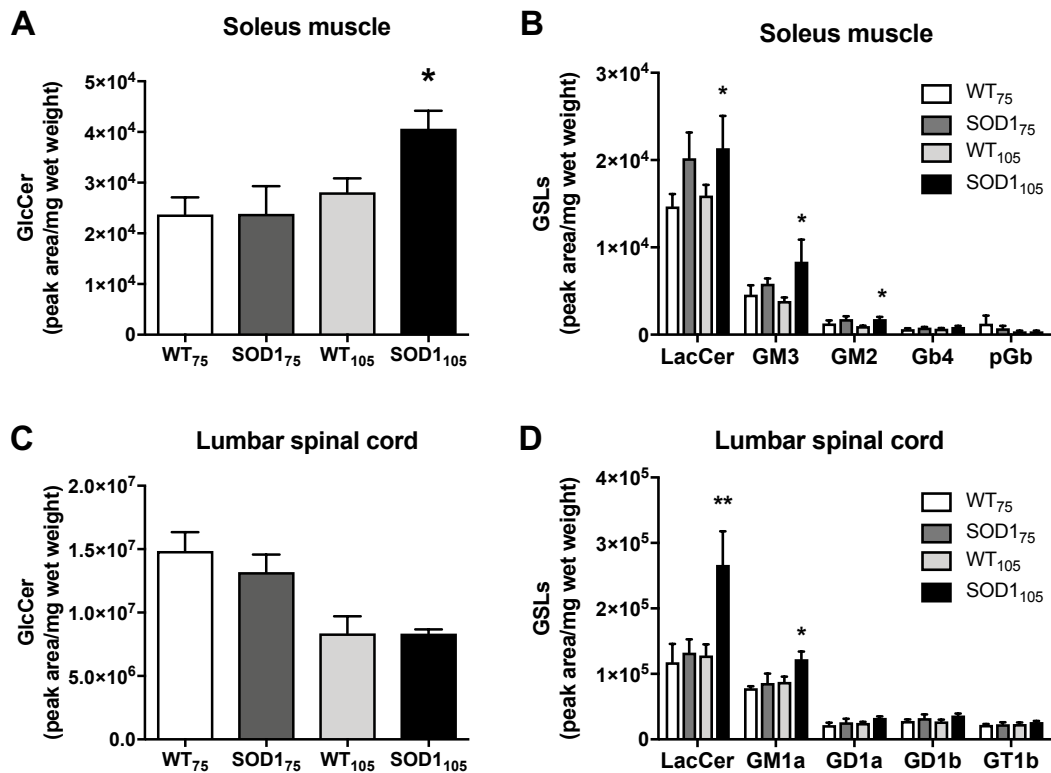 A
Soleus muscle
GlcCer
(peak area/mg wet weight)
5×10⁴
4×10⁴
3×10⁴
2×10⁴
1×10⁴
0
*
WT₇₅ SOD1₇₅ WT₁₀₅ SOD1₁₀₅
B
Soleus muscle
GSLs
(peak area/mg wet weight)
3×10⁴
2×10⁴
1×10⁴
0
* * *
LacCer GM3 GM2 Gb4 pGb
WT₇₅
SOD1₇₅
WT₁₀₅
SOD1₁₀₅
C
Lumbar spinal cord
GlcCer
(peak area/mg wet weight)
2.0×10⁷
1.5×10⁷
1.0×10⁷
5.0×10⁶
0.0
WT₇₅ SOD1₇₅ WT₁₀₅ SOD1₁₀₅
D
Lumbar spinal cord
GSLs
(peak area/mg wet weight)
4×10⁵
3×10⁵
2×10⁵
1×10⁵
0
** *
LacCer GM1a GD1a GD1b GT1b
WT₇₅
SOD1₇₅
WT₁₀₅
SOD1₁₀₅